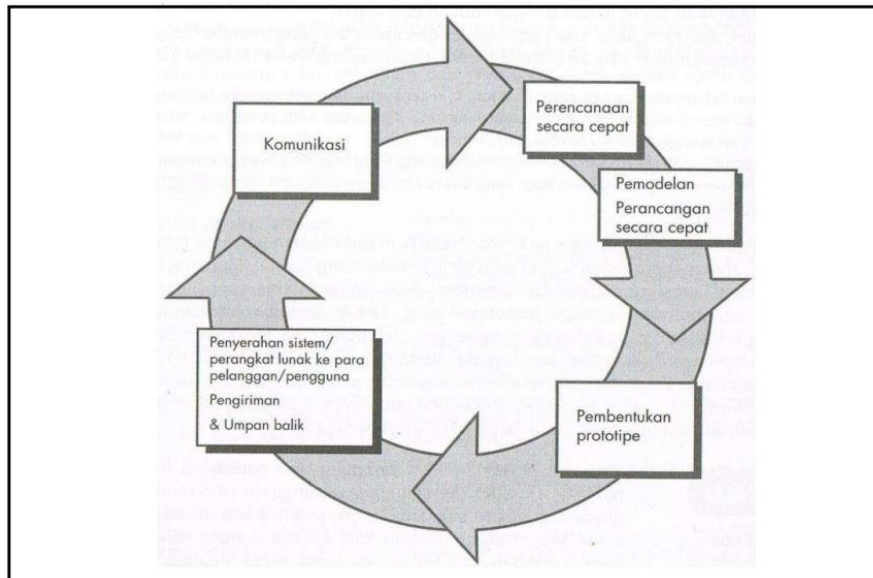 Komunikasi
Perencanaan
secara cepat
Pemodelan
Perancangan
secara cepat
Pembentukan
prototipe
Penyerahan sistem/
perangkat lunak ke para
pelanggan/pengguna
Pengiriman
& Umpan balik